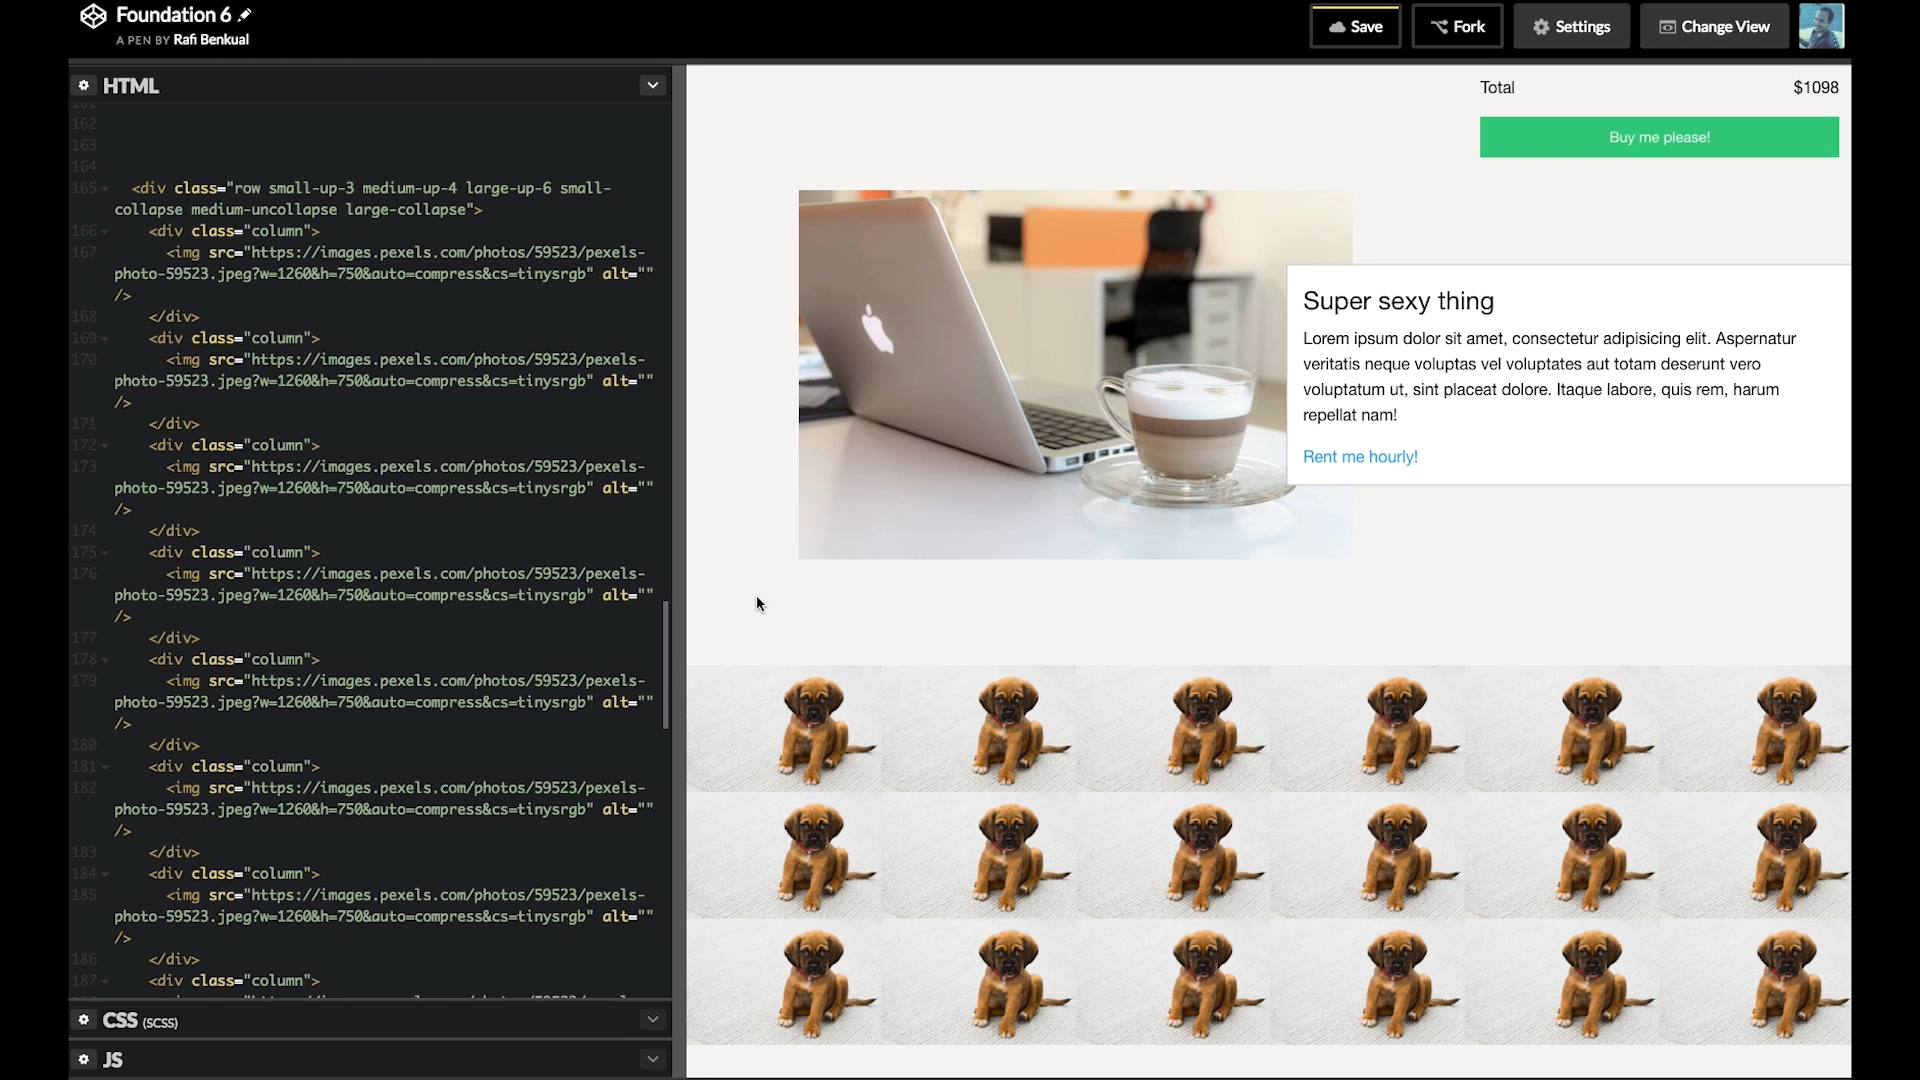 Foundation 6
A PEN BY Rafi Benkual
Save
Fork
Settings
Change View
HTML
161
162
163
164
165 <div class="row small-up-3 medium-up-4 large-up-6 small-
collapse medium-uncollapse large-collapse">
166 <div class="column">
167 <img src="https://images.pexels.com/photos/59523/pexels-
photo-59523.jpeg?w=1260&h=750&auto=compress&cs=tinysrgb" alt=""
/>
168 </div>
169 <div class="column">
170 <img src="https://images.pexels.com/photos/59523/pexels-
photo-59523.jpeg?w=1260&h=750&auto=compress&cs=tinysrgb" alt=""
/>
171 </div>
172 <div class="column">
173 <img src="https://images.pexels.com/photos/59523/pexels-
photo-59523.jpeg?w=1260&h=750&auto=compress&cs=tinysrgb" alt=""
/>
174 </div>
175 <div class="column">
176 <img src="https://images.pexels.com/photos/59523/pexels-
photo-59523.jpeg?w=1260&h=750&auto=compress&cs=tinysrgb" alt=""
/>
177 </div>
178 <div class="column">
179 <img src="https://images.pexels.com/photos/59523/pexels-
photo-59523.jpeg?w=1260&h=750&auto=compress&cs=tinysrgb" alt=""
/>
180 </div>
181 <div class="column">
182 <img src="https://images.pexels.com/photos/59523/pexels-
photo-59523.jpeg?w=1260&h=750&auto=compress&cs=tinysrgb" alt=""
/>
183 </div>
184 <div class="column">
185 <img src="https://images.pexels.com/photos/59523/pexels-
photo-59523.jpeg?w=1260&h=750&auto=compress&cs=tinysrgb" alt=""
/>
186 </div>
187 <div class="column">
CSS (SCSS)
JS
Total $1098
Buy me please!
Super sexy thing
Lorem ipsum dolor sit amet, consectetur adipisicing elit. Aspernatur
veritatis neque voluptas vel voluptates aut totam deserunt vero
voluptatum ut, sint placeat dolore. Itaque labore, quis rem, harum
repellat nam!
Rent me hourly!